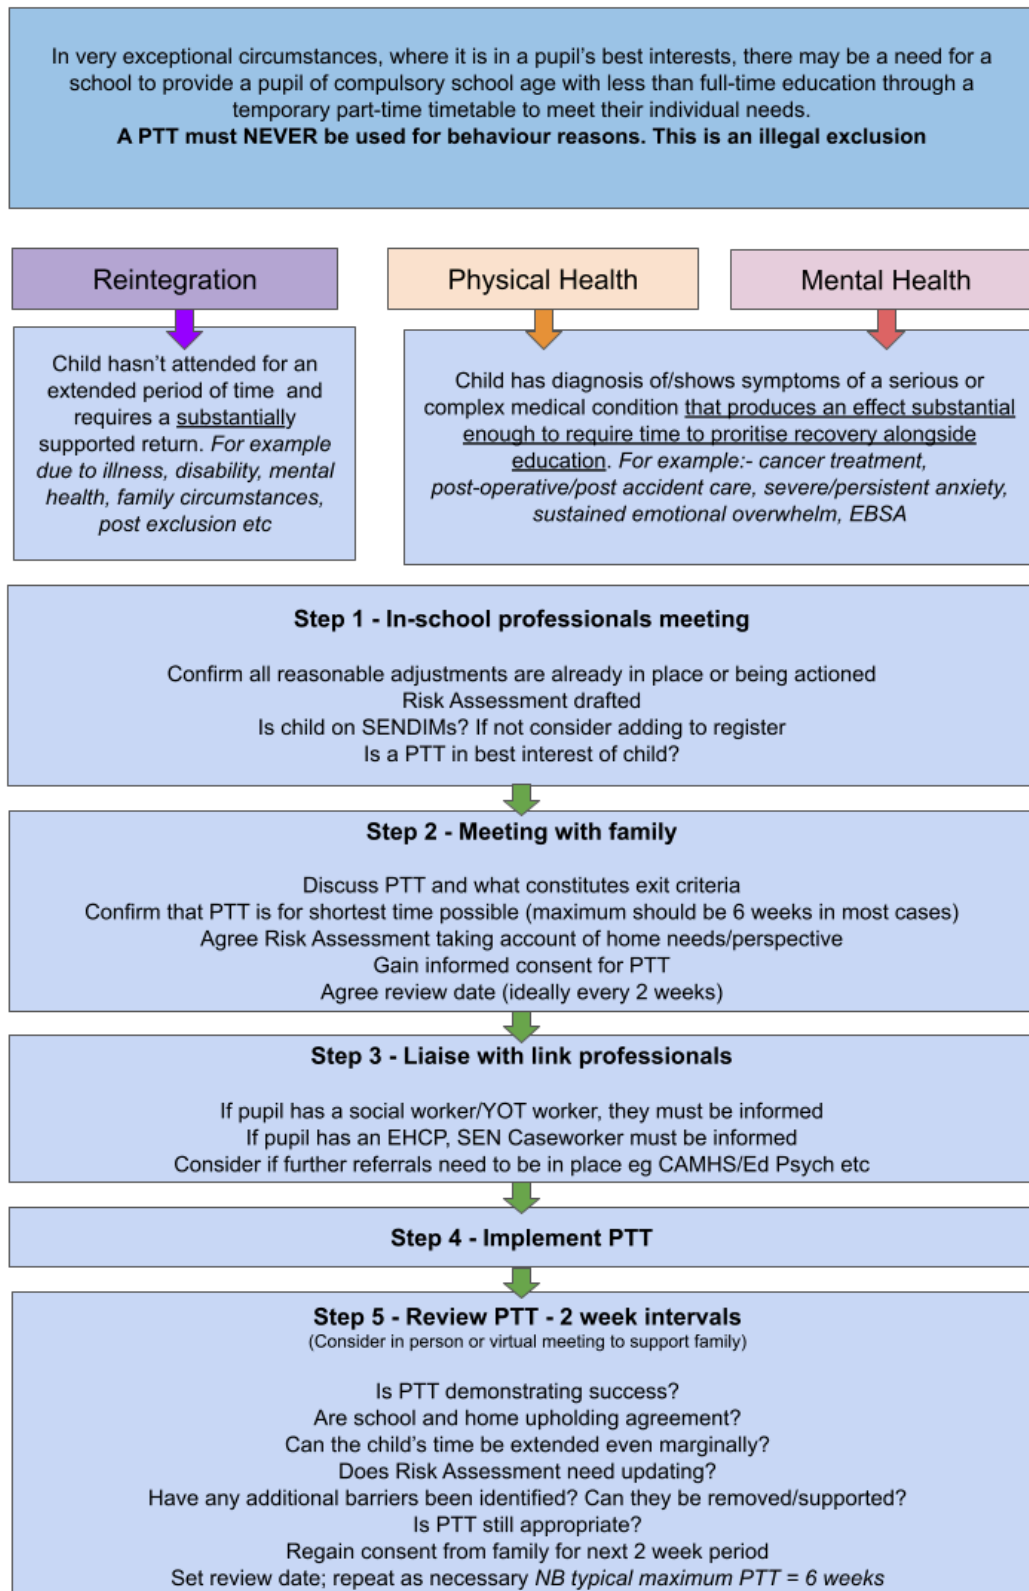 In very exceptional circumstances, where it is in a pupil's best interests, there may be a need for a
school to provide a pupil of compulsory school age with less than full-time education through a
temporary part-time timetable to meet their individual needs.
A PTT must NEVER be used for behaviour reasons. This is an illegal exclusion
Reintegration
Child hasn't attended for an
extended period of time and
requires a substantially
supported return. For example
due to illness, disability, mental
health, family circumstances,
post exclusion etc
Physical Health
Mental Health
Child has diagnosis of/shows symptoms of a serious or
complex medical condition that produces an effect substantial
enough to require time to proritise recovery alongside
education. For example:- cancer treatment,
post-operative/post accident care, severe/persistent anxiety,
sustained emotional overwhelm, EBSA
Step 1 - In-school professionals meeting
Confirm all reasonable adjustments are already in place or being actioned
Risk Assessment drafted
Is child on SENDIMs? If not consider adding to register
Is a PTT in best interest of child?
Step 2 - Meeting with family
Discuss PTT and what constitutes exit criteria
Confirm that PTT is for shortest time possible (maximum should be 6 weeks in most cases)
Agree Risk Assessment taking account of home needs/perspective
Gain informed consent for PTT
Agree review date (ideally every 2 weeks)
Step 3 - Liaise with link professionals
If pupil has a social worker/YOT worker, they must be informed
If pupil has an EHCP, SEN Caseworker must be informed
Consider if further referrals need to be in place eg CAMHS/Ed Psych etc
Step 4 - Implement PTT
Step 5 - Review PTT - 2 week intervals
(Consider in person or virtual meeting to support family)
Is PTT demonstrating success?
Are school and home upholding agreement?
Can the child's time be extended even marginally?
Does Risk Assessment need updating?
Have any additional barriers been identified? Can they be removed/supported?
Is PTT still appropriate?
Regain consent from family for next 2 week period
Set review date; repeat as necessary NB typical maximum PTT = 6 weeks